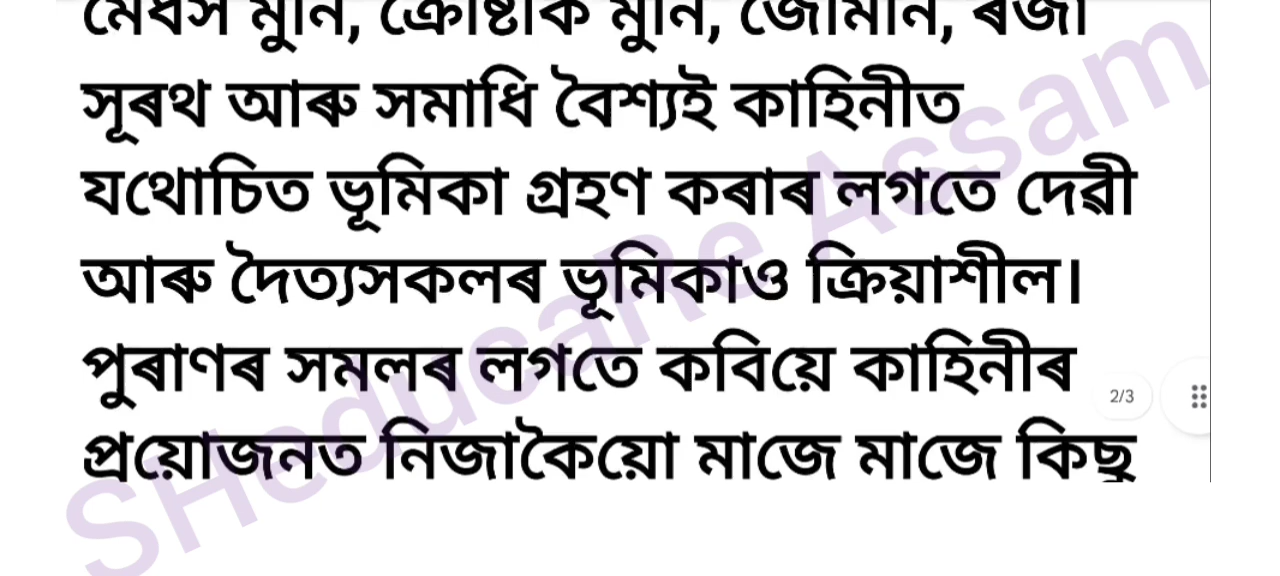 মেধস মুনি, ক্রোষ্টকি মুনি, জৈমিনি, ৰজা
সূৰথ আৰু সমাধি বৈশ্যই কাহিনীত
যথোচিত ভূমিকা গ্ৰহণ কৰাৰ লগতে দেৱী
আৰু দৈত্যসকলৰ ভূমিকাও ক্ৰিয়াশীল।
পুৰাণৰ সমলৰ লগতে কবিয়ে কাহিনীৰ
2/3
প্ৰয়োজনত নিজাকৈয়ো মাজে মাজে কিছু
SHeducaRe Assam